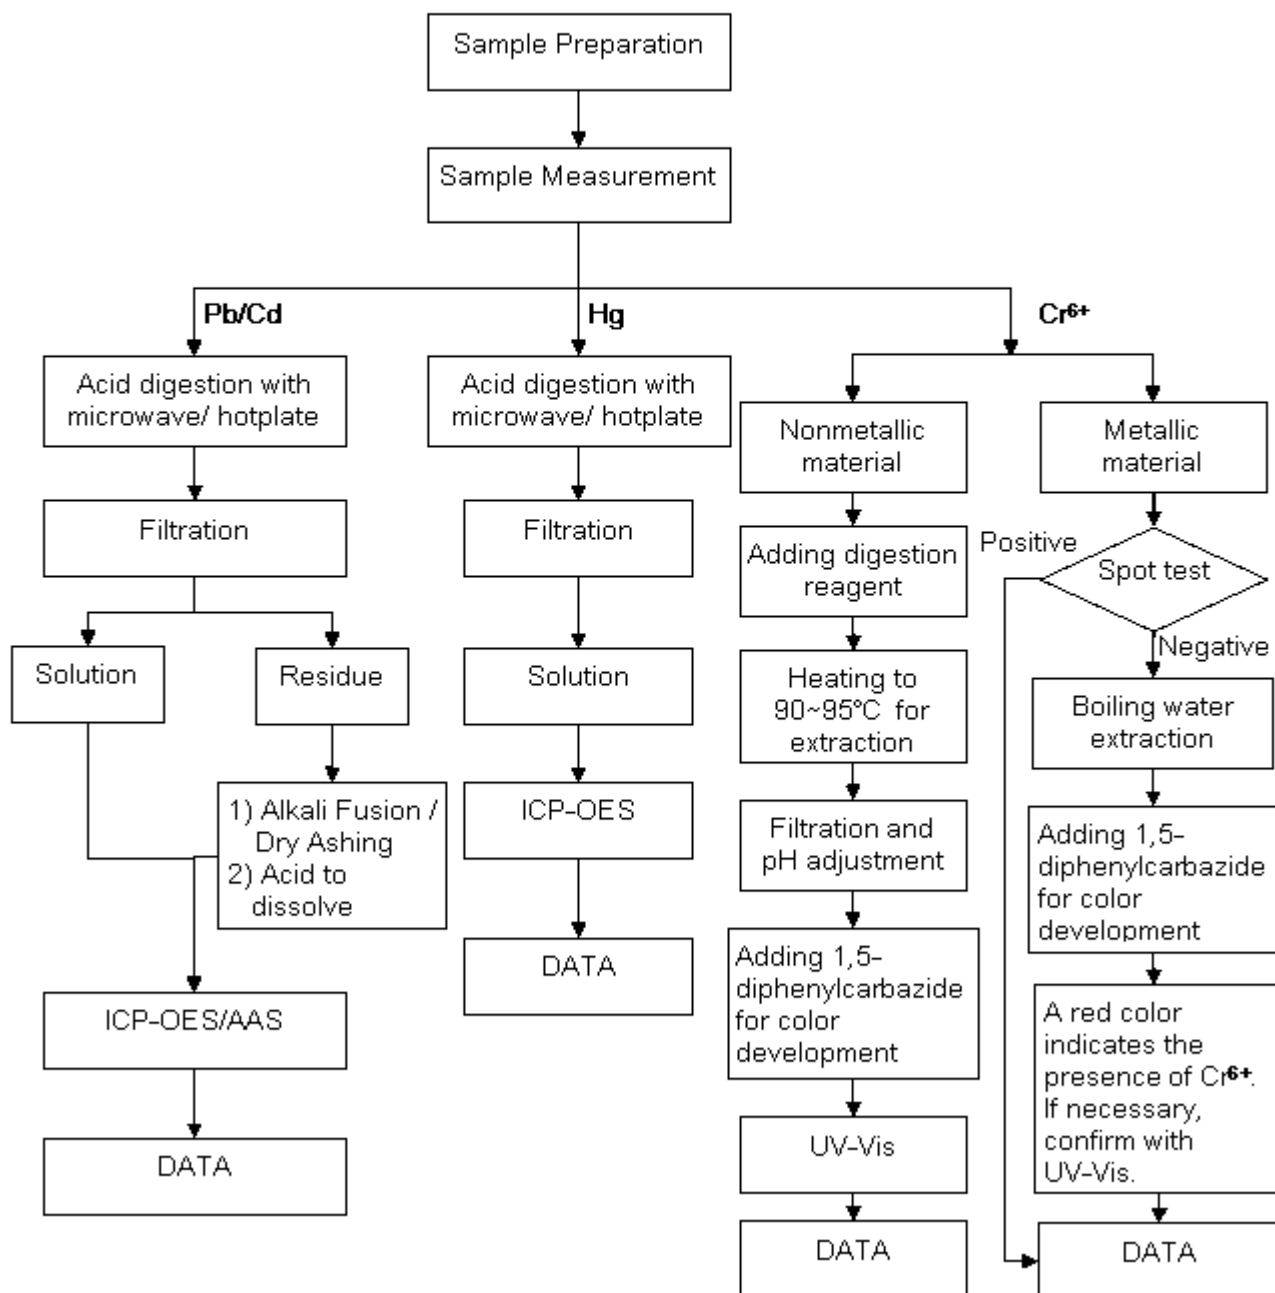 Sample Preparation
Sample Measurement
Pb/Cd
Hg
Cr⁶⁺
Acid digestion with
microwave/ hotplate
Filtration
Solution
Residue
1) Alkali Fusion /
Dry Ashing
2) Acid to
dissolve
ICP-OES/AAS
DATA
Acid digestion with
microwave/ hotplate
Filtration
Solution
ICP-OES
DATA
Nonmetallic
material
Adding digestion
reagent
Heating to
90~95°C for
extraction
Filtration and
pH adjustment
Adding 1,5-
diphenylcarbazide
for color
development
UV-Vis
DATA
Metallic
material
Positive
Spot test
Negative
Boiling water
extraction
Adding 1,5-
diphenylcarbazide
for color
development
A red color
indicates the
presence of Cr⁶⁺.
If necessary,
confirm with
UV-Vis.
DATA